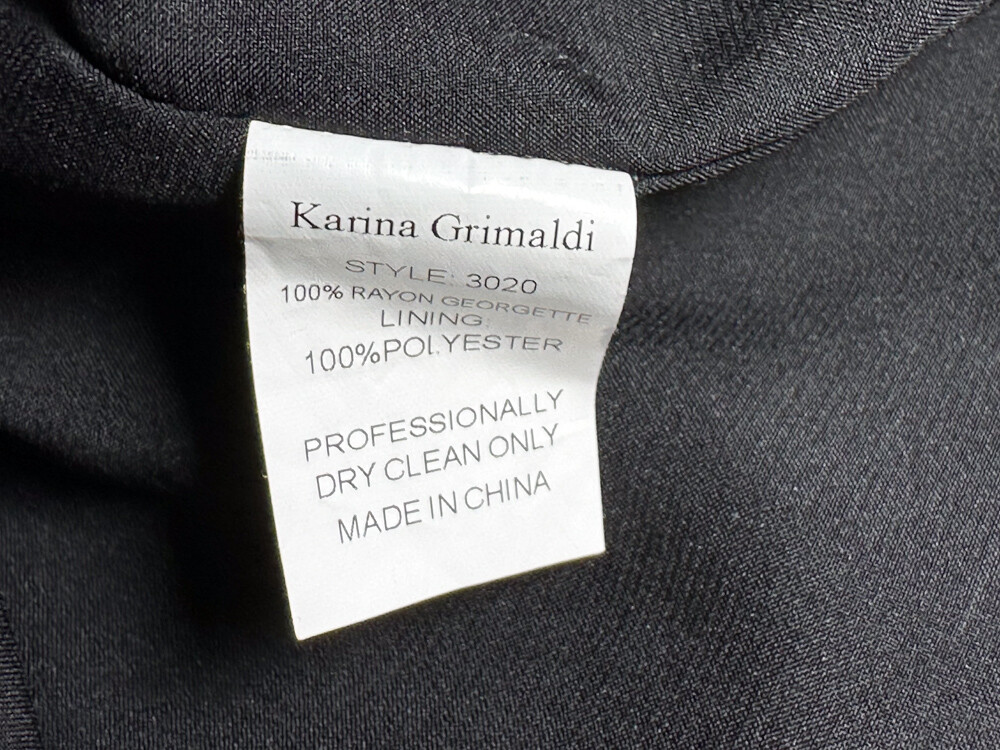 Karina Grimaldi
STYLE: 3020
100% RAYON GEORGETTE
LINING:
100%POLYESTER
PROFESSIONALLY
DRY CLEAN ONLY
MADE IN CHINA